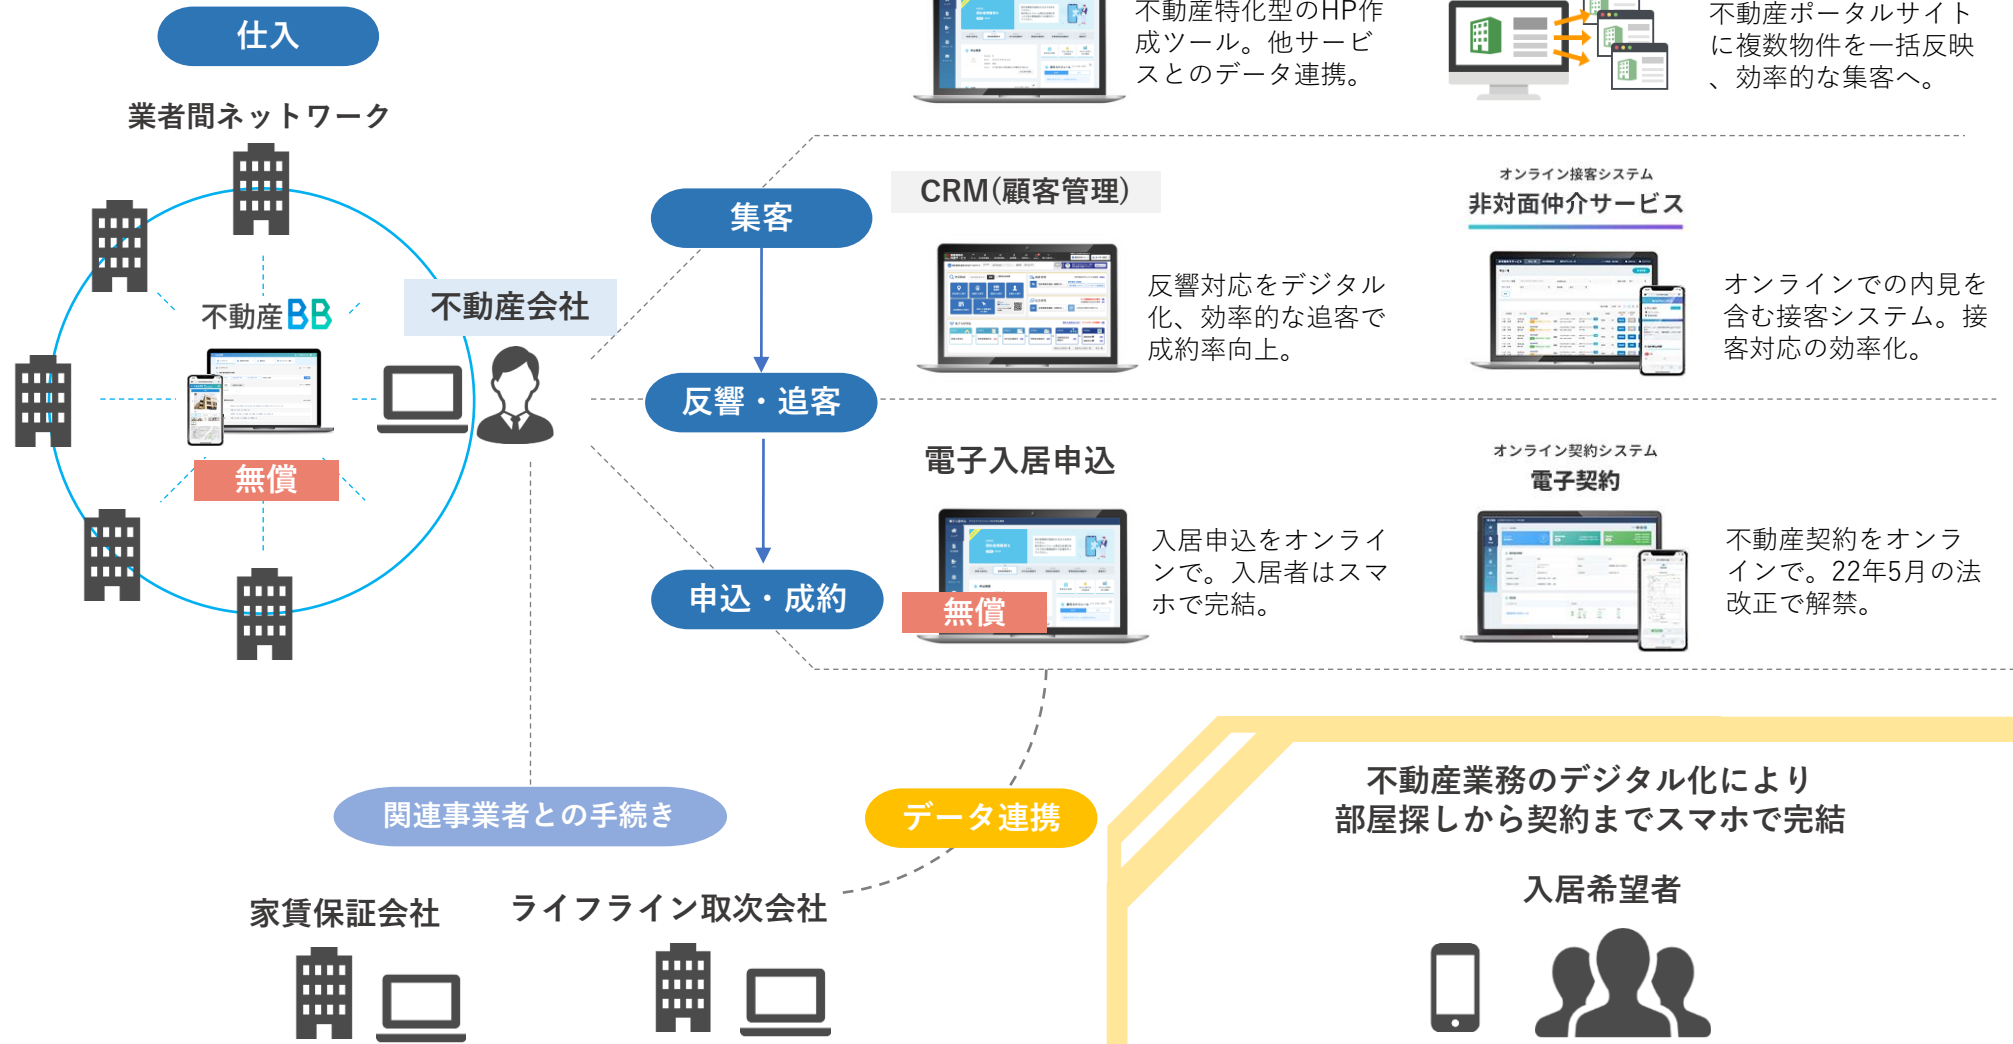 仕入
業者間ネットワーク
不動産BB
無償
不動産会社
集客
反響・追客
申込・成約
不動産特化型のHP作
成ツール。他サービ
スとのデータ連携。
不動産ポータルサイト
に複数物件を一括反映
、効率的な集客へ。
CRM(顧客管理)
反響対応をデジタル
化、効率的な追客で
成約率向上。
オンライン接客システム
非対面仲介サービス
オンラインでの内見を
含む接客システム。接
客対応の効率化。
電子入居申込
無償
入居申込をオンライ
ンで。入居者はスマ
ホで完結。
オンライン契約システム
電子契約
不動産契約をオンラ
インで。22年5月の法
改正で解禁。
関連事業者との手続き
データ連携
家賃保証会社
ライフライン取次会社
不動産業務のデジタル化により
部屋探しから契約までスマホで完結
入居希望者